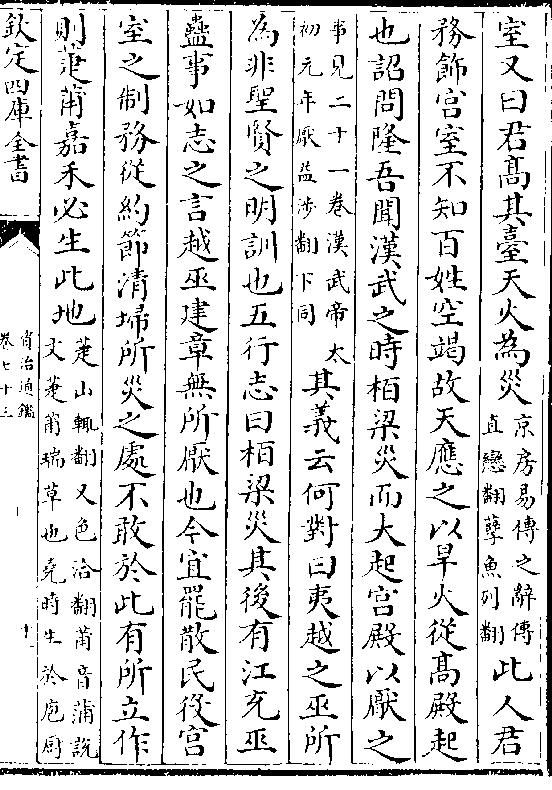 室又曰君髙其臺天火為災京房易傳之辭傳直戀翻孽魚列翻此人君
務飾宫室不知百姓空竭故天應之以旱火從髙殿起
也詔問隆吾聞漢武之時栢梁災而大起宫殿以厭之
事見二十一卷漢武帝太初元年厭益涉翻下同其義云何對曰夷越之巫所
為非聖賢之明訓也五行志曰栢梁災其後有江充巫
蠱事如志之言越巫建章無所厭也今宜罷散民役宫
室之制務從約節清埽所災之處不敢於此有所立作
則萐莆嘉禾必生此地萐山輒翻又色洽翻莆音蒲説文萐莆瑞草也堯時生於庖厨
欽定四庫全書
資治通鑑
卷七十三
十一